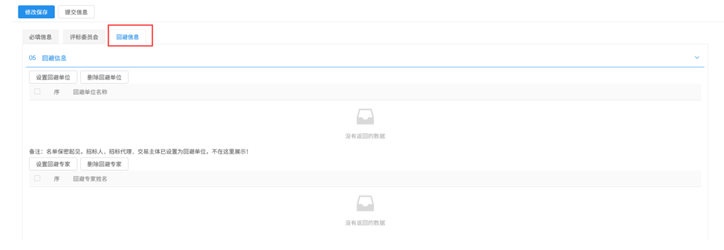 修改保存 提交信息
必填信息 评标委员会 回避信息
05 回避信息
设置回避单位 删除回避单位
序 回避单位名称
没有返回的数据
备注：名单保密起见，招标人、招标代理、交易主体已设置为回避单位，不在这里展示!
设置回避专家 删除回避专家
序 回避专家姓名
没有返回的数据